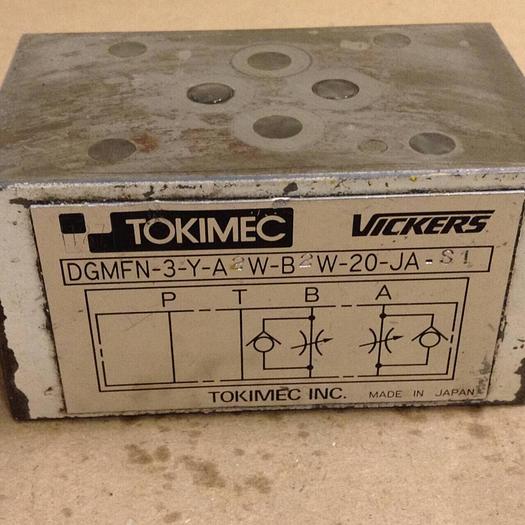 TOKIMEC VICKERS
DGMFN-3-Y-A2W-B2W-20-JA-S1
P T B A
TOKIMEC INC. MADE IN JAPAN